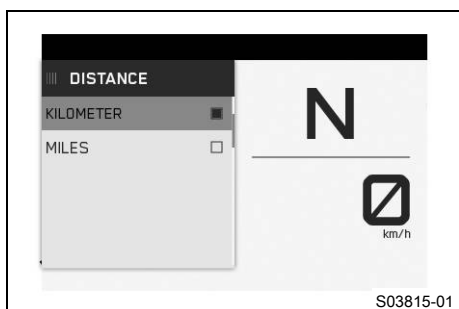 DISTANCE
KILOMETER
MILES
N
0
km/h
S03815-01